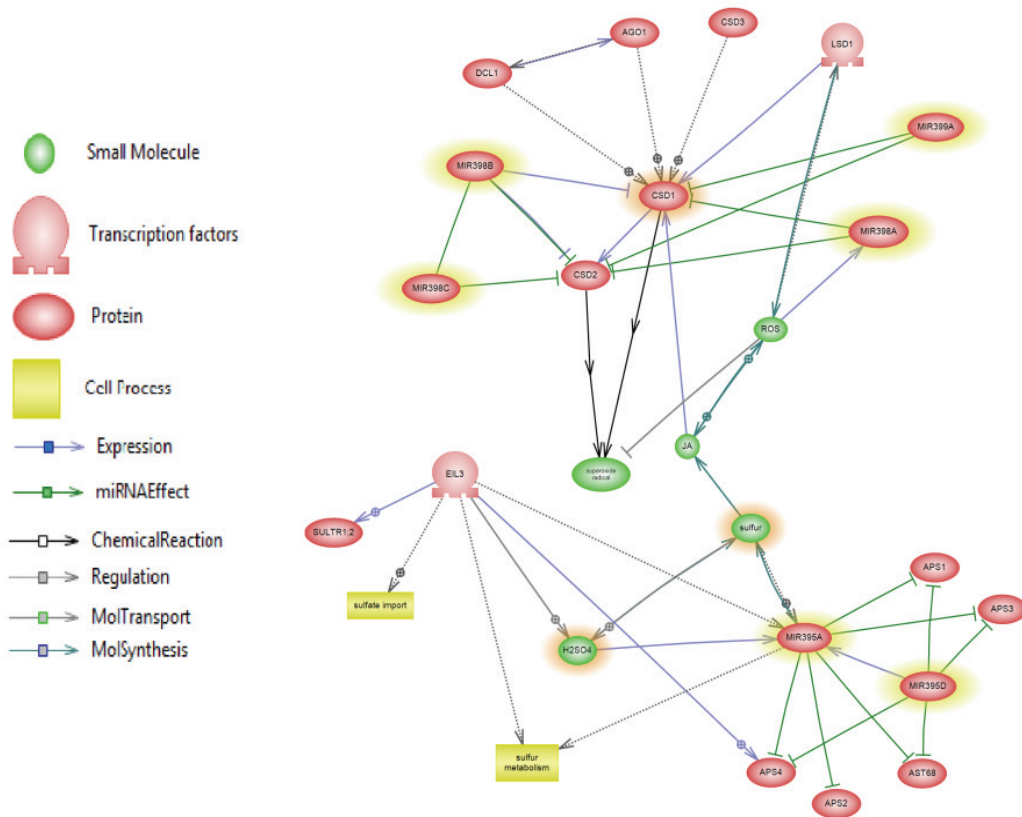 CSD3
AGO1
LSD1
DCL1
MIR399A
Small Molecule
MIR398B
CSD1
Transcription factors
MIR398A
CSD2
MIR398C
Protein
ROS
Cell Process
Expression
JA
EIL3
superoxide
radical
miRNAEffect
SULTR1;2
sulfur
ChemicalReaction
APS1
Regulation
sulfate import
APS3
MolTransport
MIR395A
H2SO4
MolSynthesis
MIR395D
sulfur
metabolism
APS4
AST68
APS2